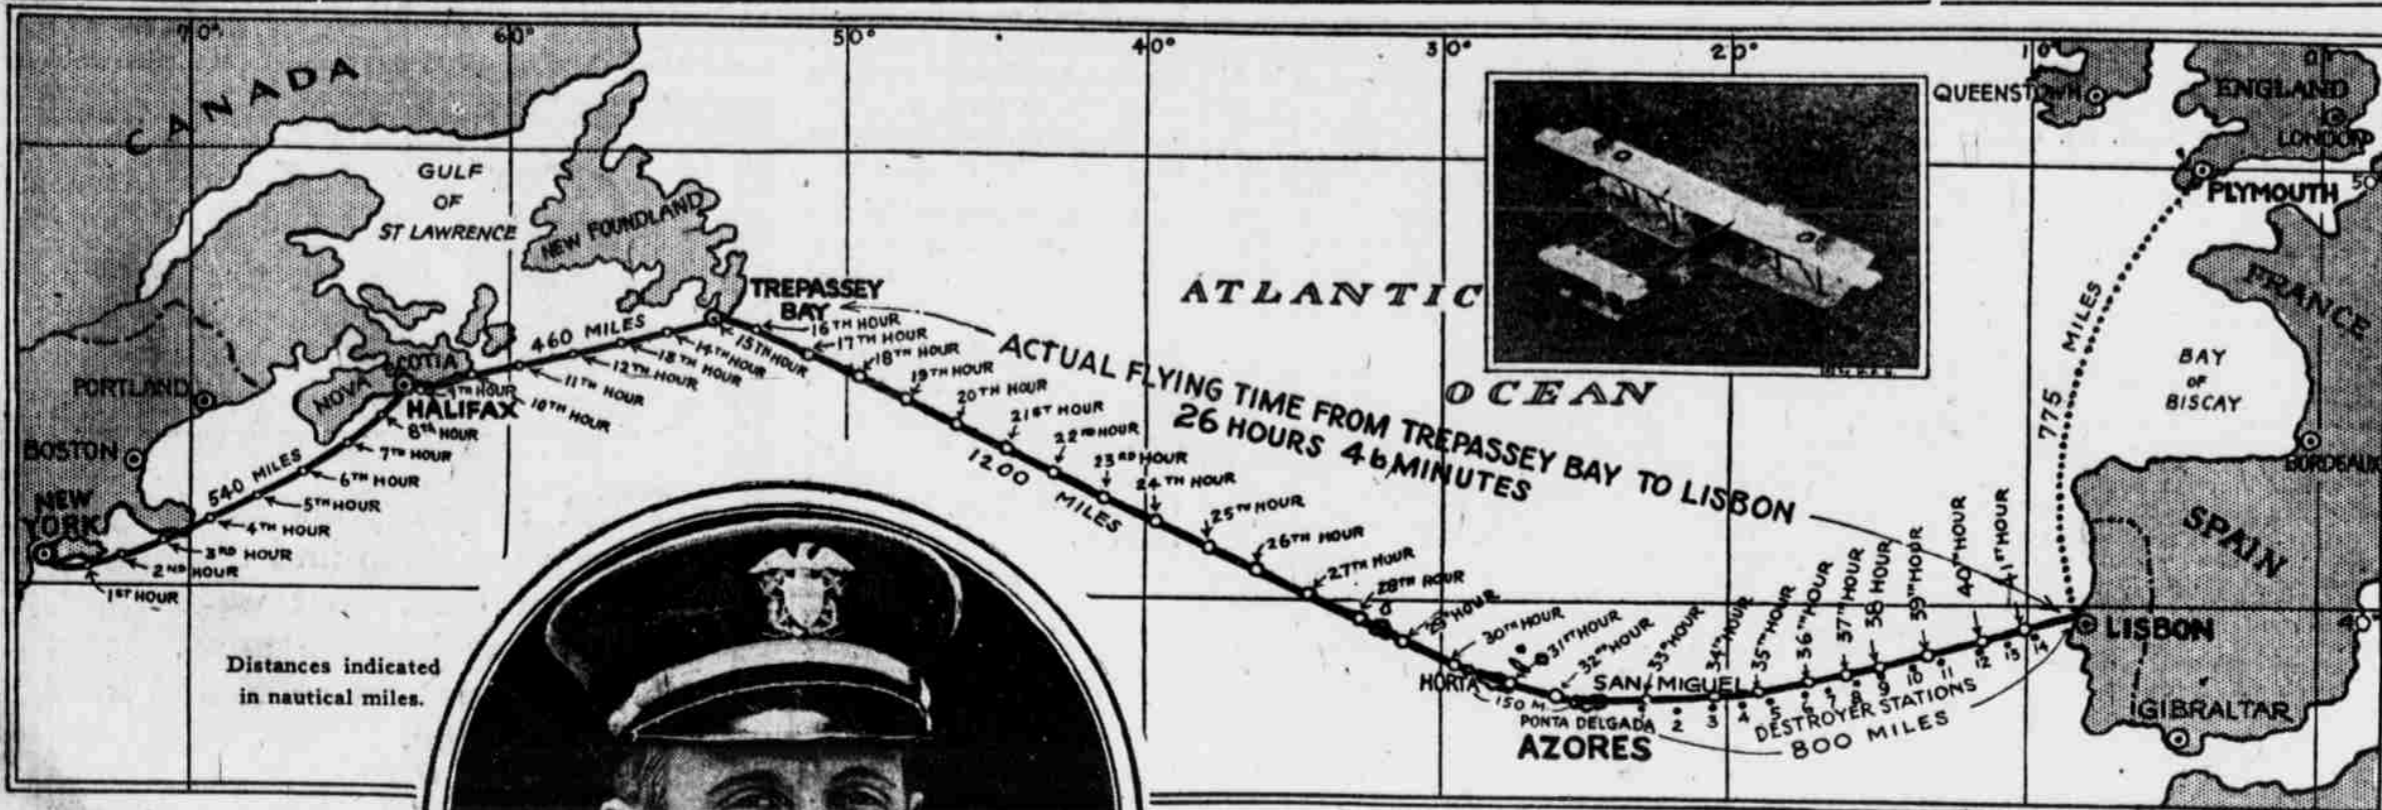 70°
60°
50°
40°
30°
20°
10°
0°
CANADA
GULF
OF
ST LAWRENCE
NEW FOUNDLAND
TREPASSEY
BAY
NOVA
SCOTIA
HALIFAX
PORTLAND
BOSTON
NEW
YORK
540 MILES
460 MILES
1ST HOUR
2ND HOUR
3RD HOUR
4TH HOUR
5TH HOUR
6TH HOUR
7TH HOUR
8TH HOUR
9TH HOUR
10TH HOUR
11TH HOUR
12TH HOUR
13TH HOUR
14TH HOUR
15TH HOUR
16TH HOUR
17TH HOUR
18TH HOUR
19TH HOUR
20TH HOUR
21ST HOUR
22ND HOUR
23RD HOUR
24TH HOUR
25TH HOUR
26TH HOUR
27TH HOUR
28TH HOUR
29TH HOUR
30TH HOUR
31ST HOUR
32ND HOUR
33RD HOUR
34TH HOUR
35TH HOUR
36TH HOUR
37TH HOUR
38 HOUR
39TH HOUR
40TH HOUR
41ST HOUR
1200 MILES
ATLANTIC
OCEAN
ACTUAL FLYING TIME FROM TREPASSEY BAY TO LISBON
26 HOURS 46 MINUTES
HORTA
150 M.
SAN MIGUEL
PONTA DELGADA
AZORES
2 3 4 5 6 7 8 9 10 11 12 13 14
DESTROYER STATIONS
800 MILES
QUEENSTOWN
ENGLAND
LONDON
PLYMOUTH
50
775 MILES
FRANCE
BAY
OF
BISCAY
BORDEAUX
SPAIN
LISBON
GIBRALTAR
Distances indicated
in nautical miles.